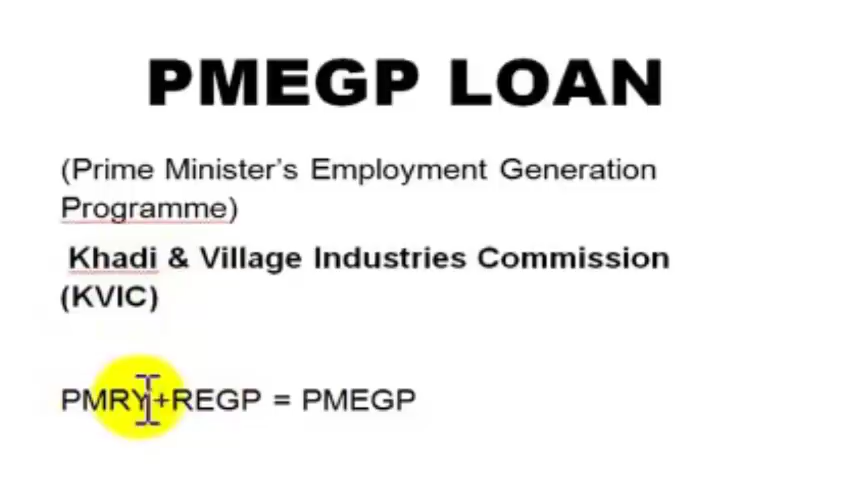 PMEGP LOAN
(Prime Minister’s Employment Generation
Programme)
Khadi & Village Industries Commission
(KVIC)
PMRY+REGP = PMEGP